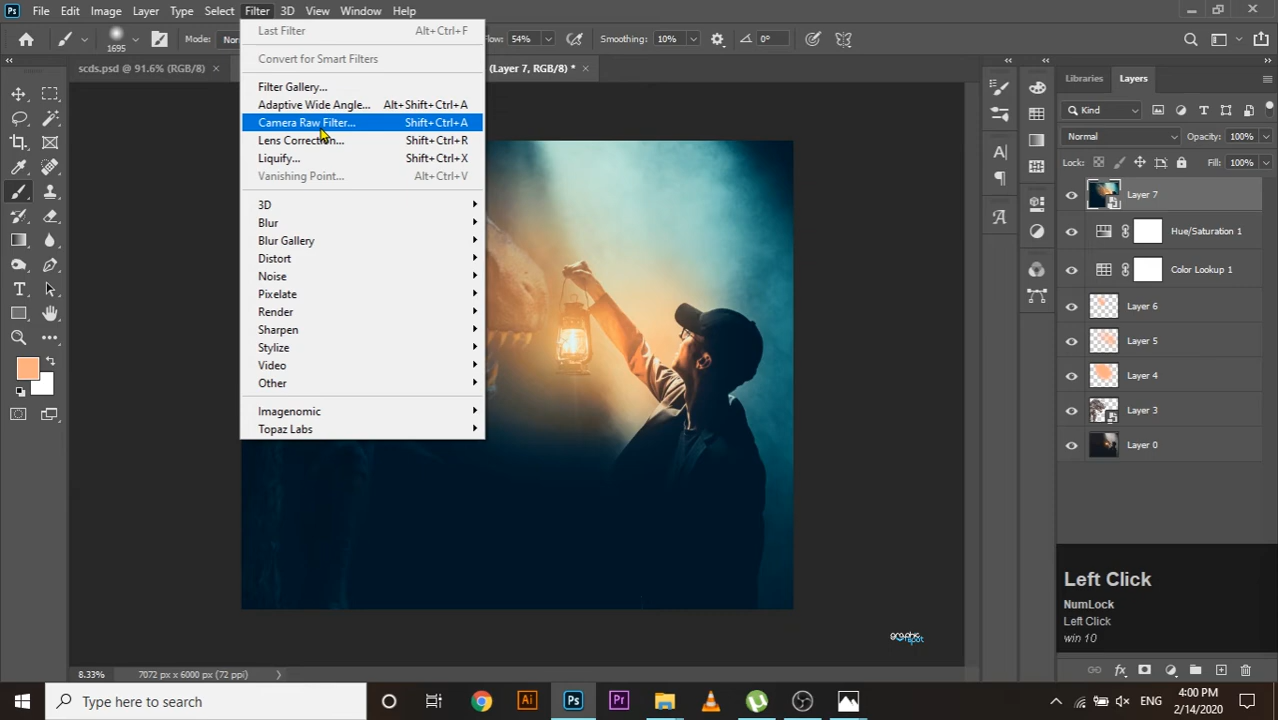 Ps File Edit Image Layer Type Select Filter 3D View Window Help
1695 Mode: Flow: 54% Smoothing: 10% 0°
scds.psd @ 91.6% (RGB/8) × (Layer 7, RGB/8) * ×
Last Filter Alt+Ctrl+F
Convert for Smart Filters
Filter Gallery...
Adaptive Wide Angle... Alt+Shift+Ctrl+A
Camera Raw Filter... Shift+Ctrl+A
Lens Correction... Shift+Ctrl+R
Liquify... Shift+Ctrl+X
Vanishing Point... Alt+Ctrl+V
3D
Blur
Blur Gallery
Distort
Noise
Pixelate
Render
Sharpen
Stylize
Video
Other
Imagenomic
Topaz Labs
Libraries Layers
Kind
Normal Opacity: 100%
Lock: Fill: 100%
Layer 7
Hue/Saturation 1
Color Lookup 1
Layer 6
Layer 5
Layer 4
Layer 3
Layer 0
Left Click
NumLock
Left Click
win 10
8.33% 7072 px x 6000 px (72 ppi)
Type here to search
Ai Ps Pr
ENG
4:00 PM
2/14/2020